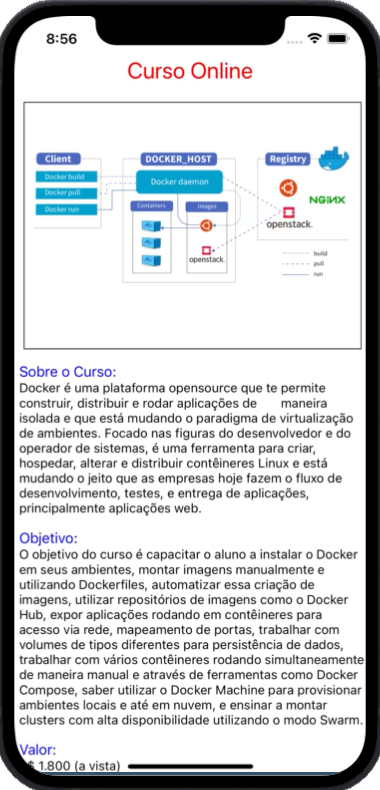 8:56
Curso Online
Client
DOCKER_HOST
Registry
Docker build
Docker pull
Docker run
Docker daemon
Containers
Images
NGINX
openstack.
openstack.
build
pull
run
Sobre o Curso:
Docker é uma plataforma opensource que te permite
construir, distribuir e rodar aplicações de maneira
isolada e que está mudando o paradigma de virtualização
de ambientes. Focado nas figuras do desenvolvedor e do
operador de sistemas, é uma ferramenta para criar,
hospedar, alterar e distribuir contêineres Linux e está
mudando o jeito que as empresas hoje fazem o fluxo de
desenvolvimento, testes, e entrega de aplicações,
principalmente aplicações web.
Objetivo:
O objetivo do curso é capacitar o aluno a instalar o Docker
em seus ambientes, montar imagens manualmente e
utilizando Dockerfiles, automatizar essa criação de
imagens, utilizar repositórios de imagens como o Docker
Hub, expor aplicações rodando em contêineres para
acesso via rede, mapeamento de portas, trabalhar com
volumes de tipos diferentes para persistência de dados,
trabalhar com vários contêineres rodando simultaneamente
de maneira manual e através de ferramentas como Docker
Compose, saber utilizar o Docker Machine para provisionar
ambientes locais e até em nuvem, e ensinar a montar
clusters com alta disponibilidade utilizando o modo Swarm.
Valor:
$ 1.800 (a vista)